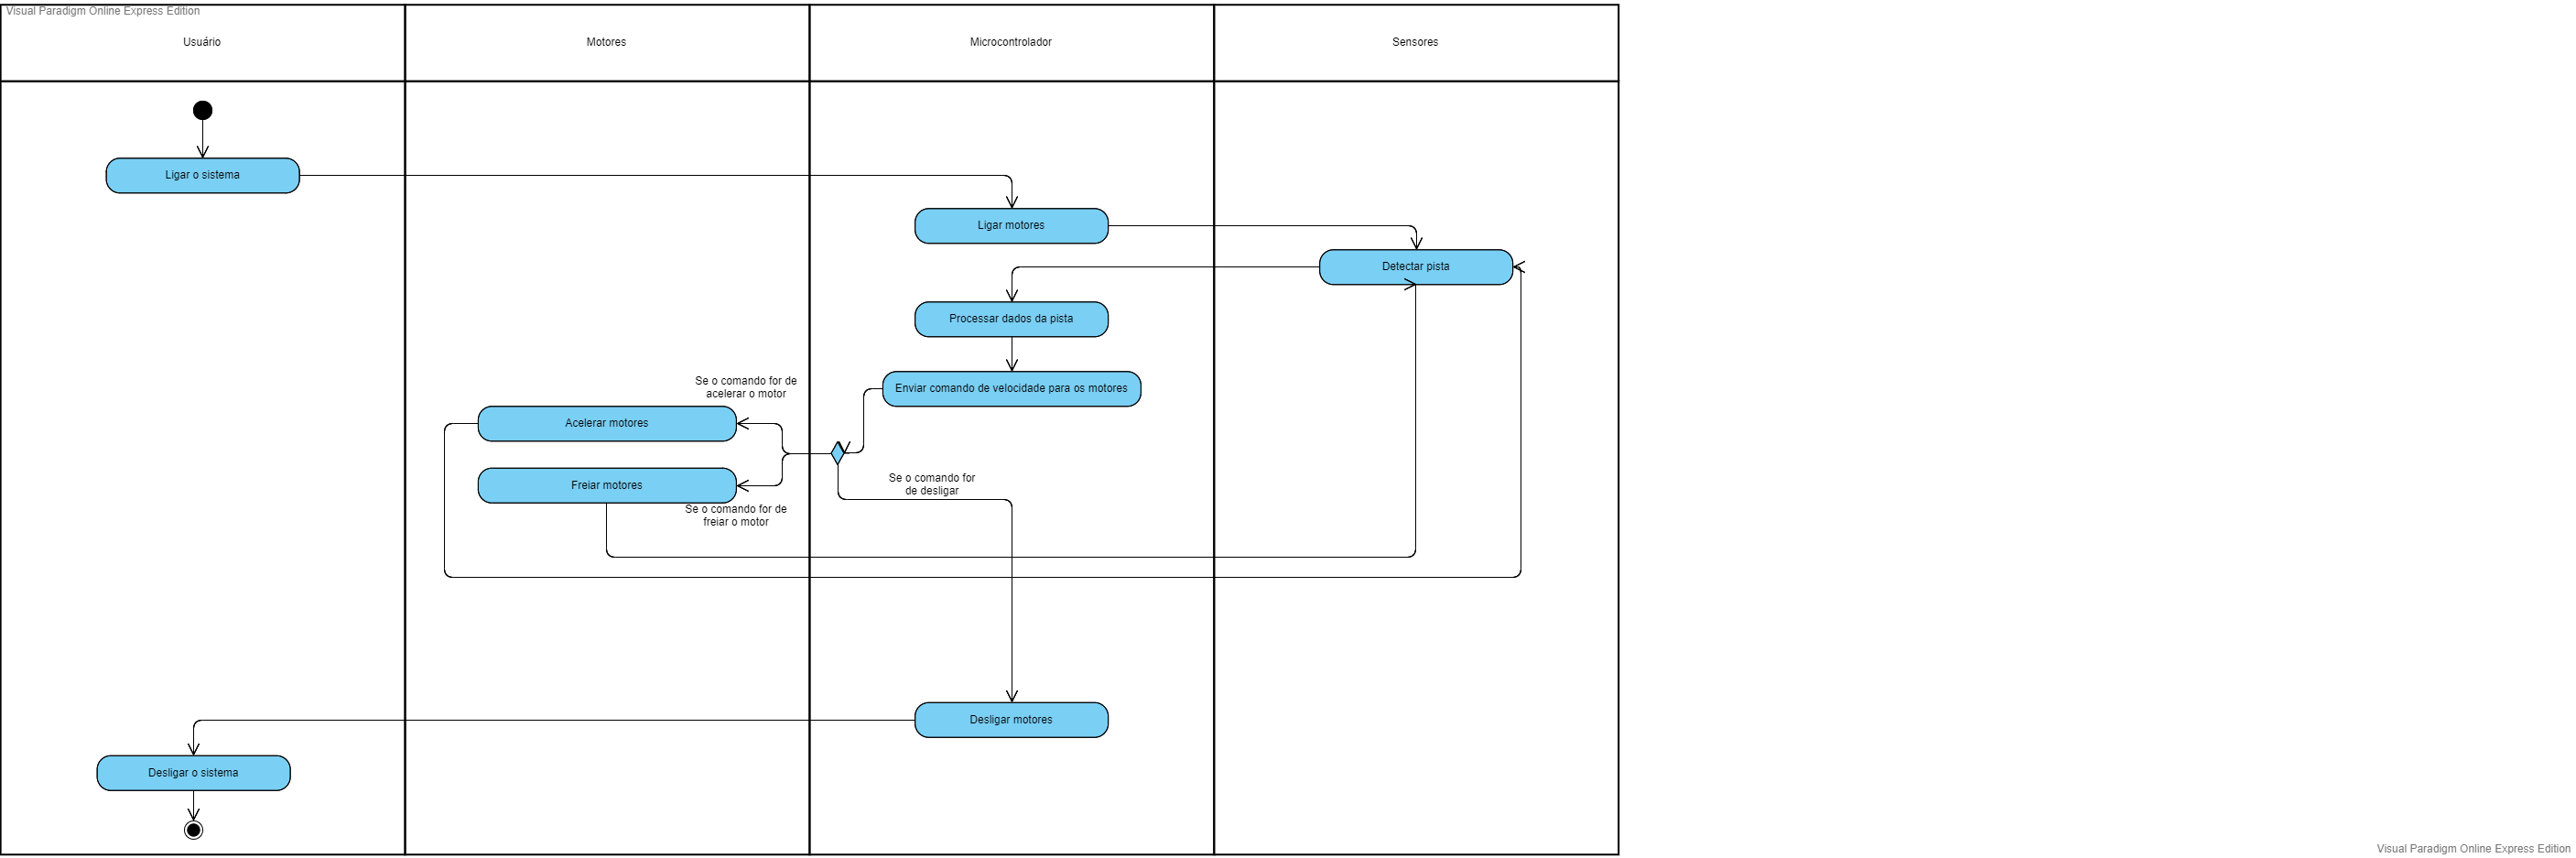 Visual Paradigm Online Express Edition
Usuário
Motores
Microcontrolador
Sensores
Ligar o sistema
Ligar motores
Detectar pista
Processar dados da pista
Se o comando for de
acelerar o motor
Enviar comando de velocidade para os motores
Acelerar motores
Freiar motores
Se o comando for
de desligar
Se o comando for de
freiar o motor
Desligar motores
Desligar o sistema
Visual Paradigm Online Express Edition